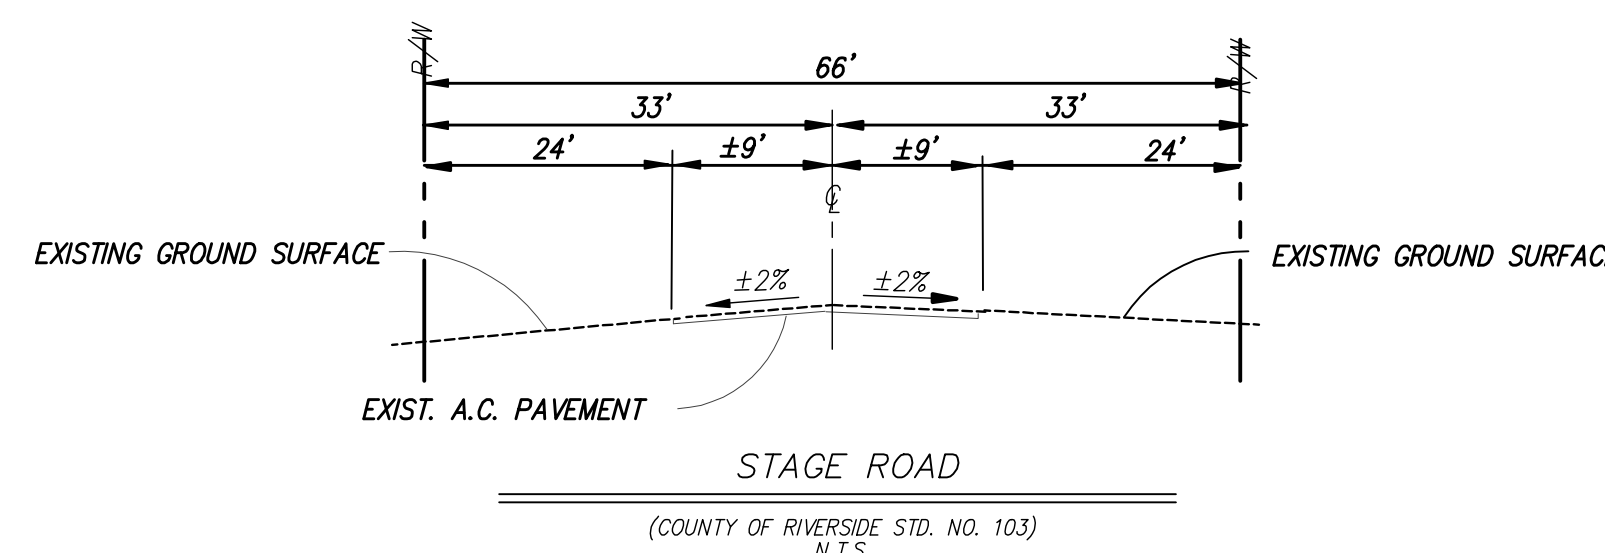 R/W
R/W
66'
33'
33'
24'
±9'
±9'
24'
℄
EXISTING GROUND SURFACE
EXISTING GROUND SURFAC
±2%
±2%
EXIST. A.C. PAVEMENT
STAGE ROAD
(COUNTY OF RIVERSIDE STD. NO. 103)
N.T.S.